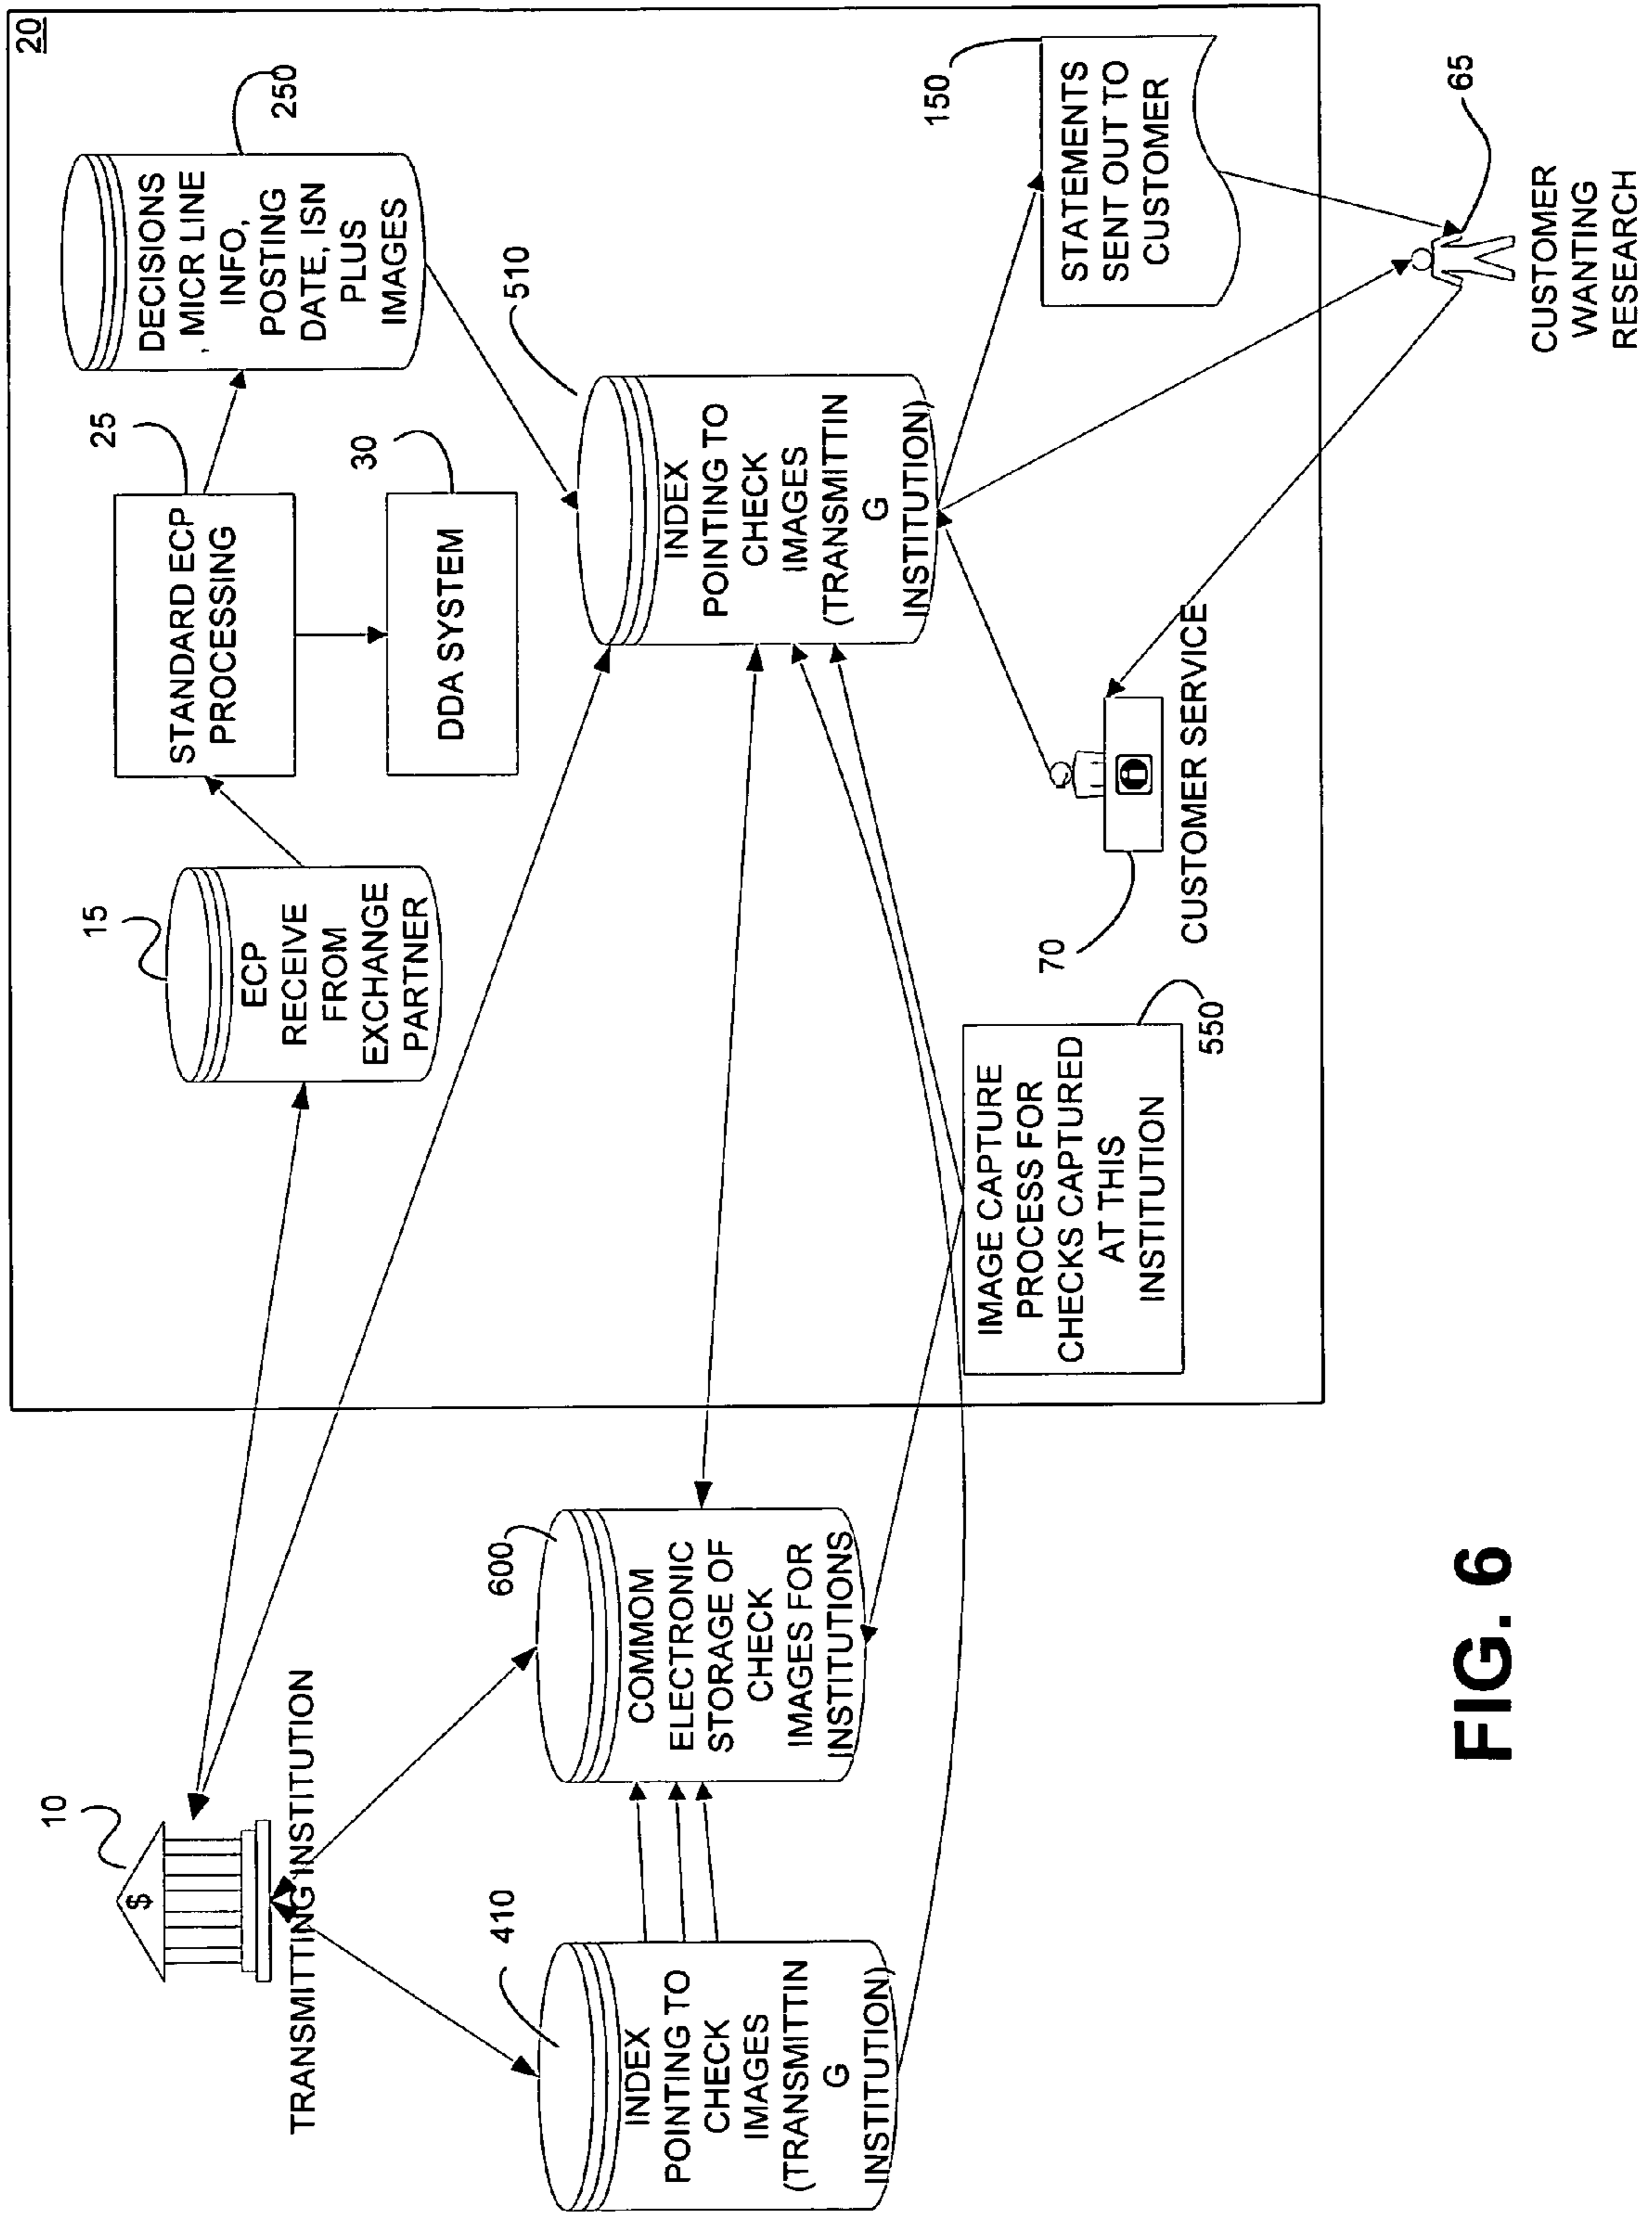 20
10
$
TRANSMITTING INSTITUTION
15
ECP
RECEIVE
FROM
EXCHANGE
PARTNER
25
STANDARD ECP
PROCESSING
30
DDA SYSTEM
250
DECISIONS
, MICR LINE
INFO,
POSTING
DATE, ISN
PLUS
IMAGES
410
INDEX
POINTING TO
CHECK
IMAGES
(TRANSMITTIN
G
INSTITUTION)
600
COMMOM
ELECTRONIC
STORAGE OF
CHECK
IMAGES FOR
INSTITUTIONS
510
INDEX
POINTING TO
CHECK
IMAGES
(TRANSMITTIN
G
INSTITUTION)
550
IMAGE CAPTURE
PROCESS FOR
CHECKS CAPTURED
AT THIS
INSTITUTION
70
i
CUSTOMER SERVICE
150
STATEMENTS
SENT OUT TO
CUSTOMER
65
CUSTOMER
WANTING
RESEARCH
FIG. 6